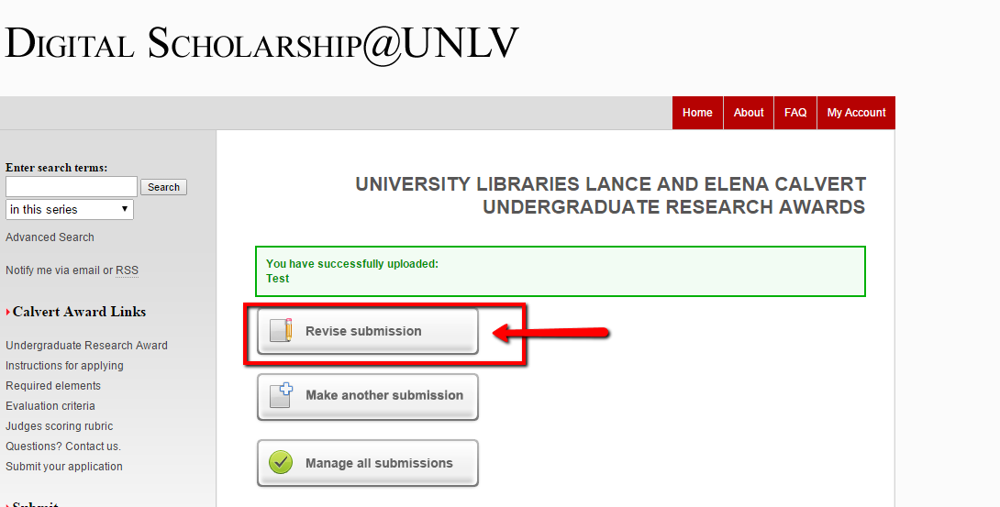 DIGITAL SCHOLARSHIP@UNLV
Home About FAQ My Account
Enter search terms:
Search
in this series
Advanced Search
Notify me via email or RSS
Calvert Award Links
Undergraduate Research Award
Instructions for applying
Required elements
Evaluation criteria
Judges scoring rubric
Questions? Contact us.
Submit your application
Submit
UNIVERSITY LIBRARIES LANCE AND ELENA CALVERT
UNDERGRADUATE RESEARCH AWARDS
You have successfully uploaded:
Test
Revise submission
Make another submission
Manage all submissions